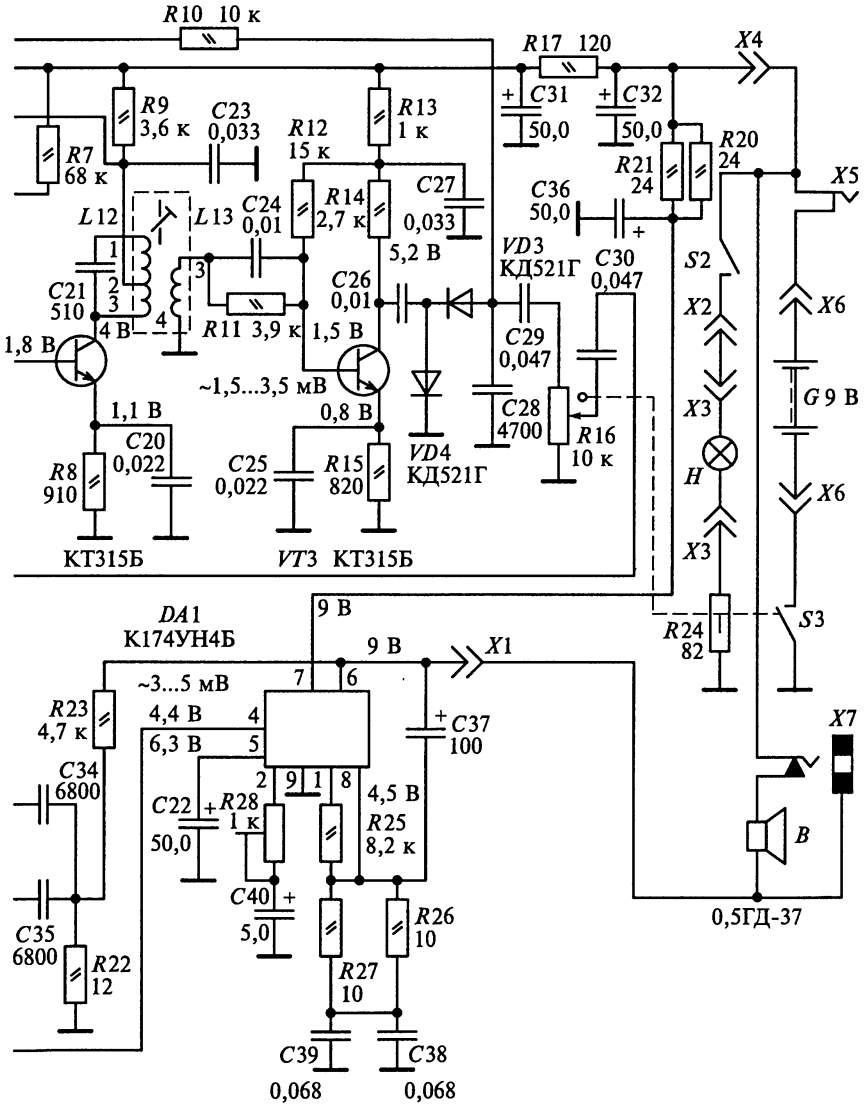 R10 10 к
R17 120
X4
R9
3,6 к
C23
0,033
R12
15 к
R13
1 к
+ C31
50,0
+ C32
50,0
R20
24
R21
24
R7
68 к
X5
L12
L13
C24
0,01
R14
2,7 к
C27
0,033
C36
50,0
+
5,2 В
VD3
КД521Г
C30
0,047
S2
1
2
3
3
4
C21
510
C26
0,01
X2
X6
4 В
R11 3,9 к
1,5 В
C29
0,047
1,8 В
~1,5...3,5 мВ
X3
G 9 В
1,1 В
0,8 В
C28
4700
R16
10 к
C20
0,022
R8
910
C25
0,022
R15
820
VD4
КД521Г
H
X6
X3
КТ315Б
VT3 КТ315Б
DA1
К174УН4Б
9 В
9 В
X1
R24
82
S3
~3...5 мВ
7
6
R23
4,7 к
4,4 В
4
6,3 В
5
+
C37
100
X7
2
9
1
8
4,5 В
C34
6800
C22
50,0
+
R28
1 к
R25
8,2 к
B
C35
6800
C40
5,0
+
R26
10
0,5ГД-37
R22
12
R27
10
C39
0,068
C38
0,068